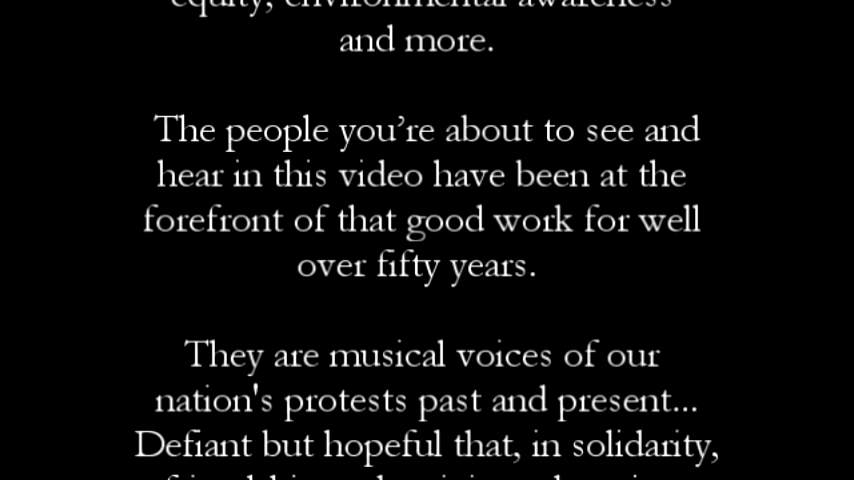 equity, environmental awareness
and more.
The people you’re about to see and
hear in this video have been at the
forefront of that good work for well
over fifty years.
They are musical voices of our
nation's protests past and present...
Defiant but hopeful that, in solidarity,